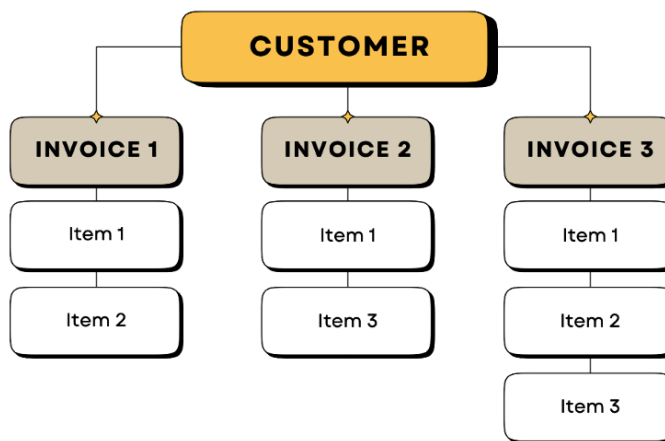 CUSTOMER
INVOICE 1
INVOICE 2
INVOICE 3
Item 1
Item 1
Item 1
Item 2
Item 3
Item 2
Item 3